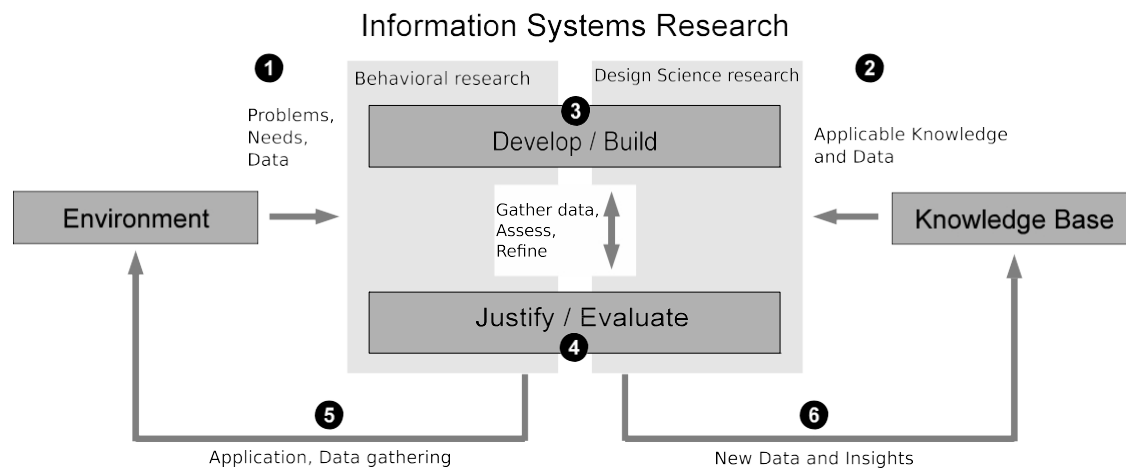 Information Systems Research
1
Behavioral research
Design Science research
2
Problems,
Needs,
Data
3
Develop / Build
Applicable Knowledge
and Data
Environment
Gather data,
Assess,
Refine
Knowledge Base
Justify / Evaluate
4
5
6
Application, Data gathering
New Data and Insights